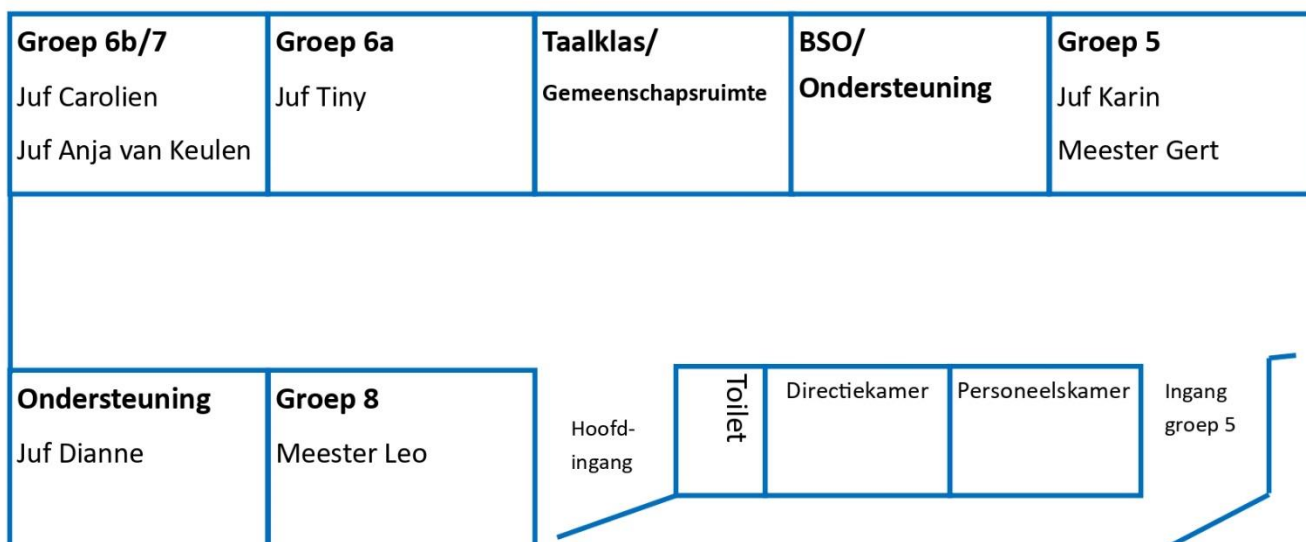 Groep 6b/7
Juf Carolien
Juf Anja van Keulen
Groep 6a
Juf Tiny
Taalklas/
Gemeenschapsruimte
BSO/
Ondersteuning
Groep 5
Juf Karin
Meester Gert
Ondersteuning
Juf Dianne
Groep 8
Meester Leo
Hoofd-
ingang
Toilet
Directiekamer
Personeelskamer
Ingang
groep 5